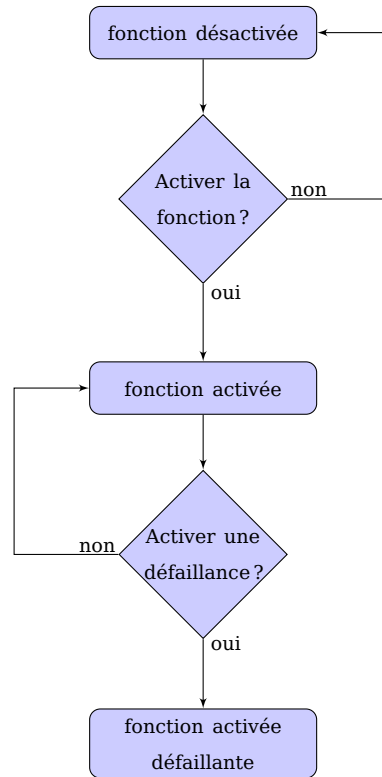 fonction désactivée
Activer la
fonction ?
non
oui
fonction activée
Activer une
défaillance ?
non
oui
fonction activée
défaillante